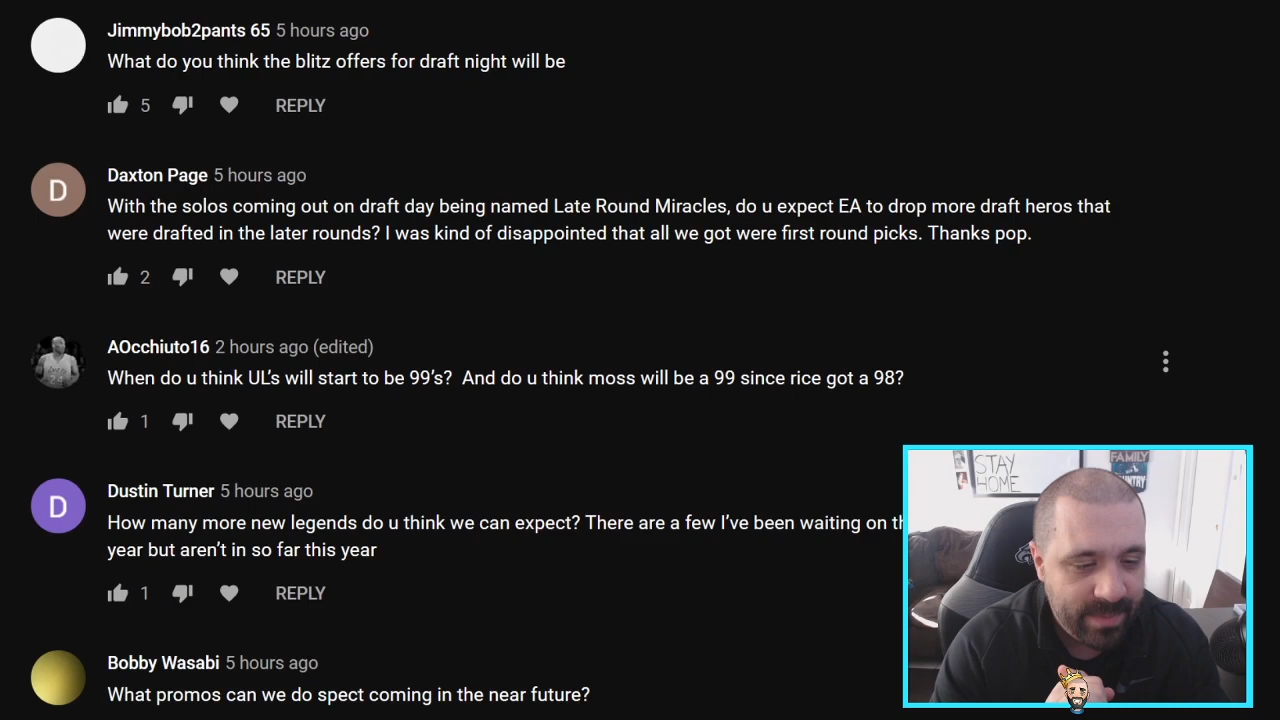 Jimmybob2pants 65 5 hours ago
What do you think the blitz offers for draft night will be
5 REPLY
D
Daxton Page 5 hours ago
With the solos coming out on draft day being named Late Round Miracles, do u expect EA to drop more draft heros that
were drafted in the later rounds? I was kind of disappointed that all we got were first round picks. Thanks pop.
2 REPLY
AOcchiuto16 2 hours ago (edited)
When do u think UL's will start to be 99's? And do u think moss will be a 99 since rice got a 98?
1 REPLY
D
Dustin Turner 5 hours ago
How many more new legends do u think we can expect? There are a few I've been waiting on
year but aren't in so far this year
1 REPLY
Bobby Wasabi 5 hours ago
What promos can we do spect coming in the near future?
STAY
HOME
FAMILY